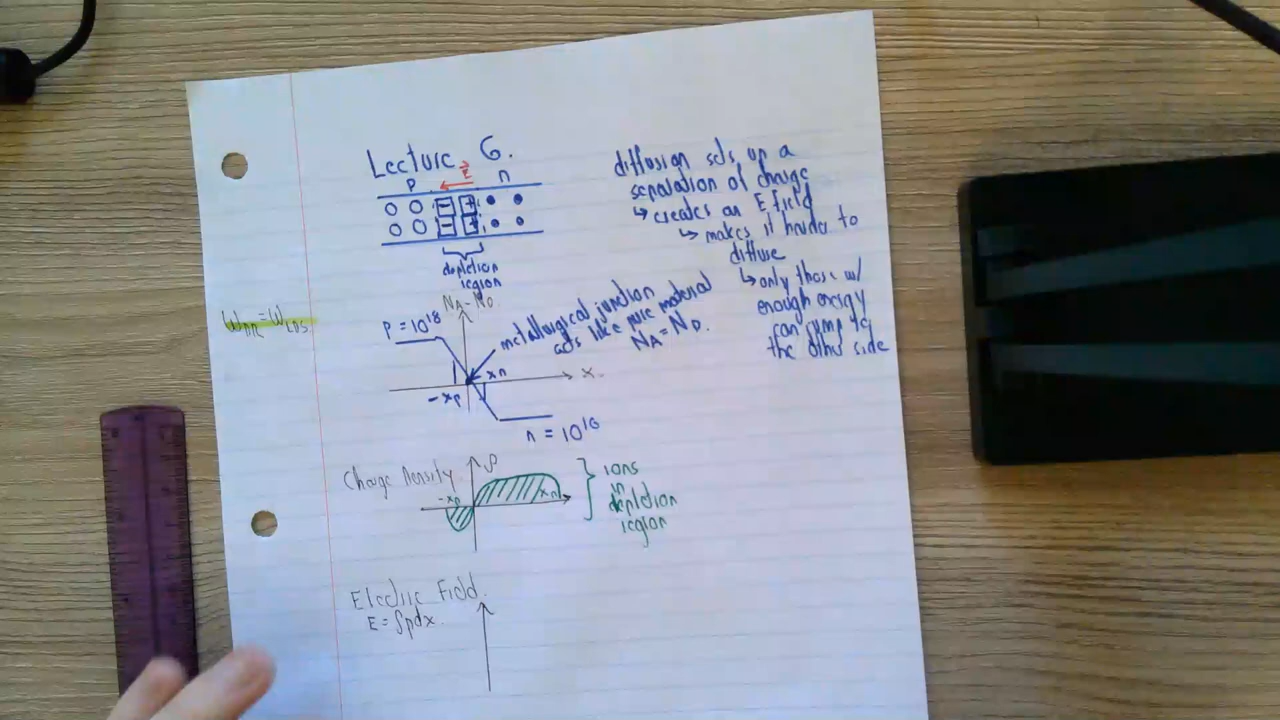 Lecture 6.
E
p n
- +
- +
depletion
region
diffusion sets up a
separation of charge
↳ creates an E field
↳ makes it harder to
diffuse
↳ only those w/
enough energy
can jump to
the other side
NA - ND
p = 10^18
metallurgical junction
acts like pure material
NA = ND.
xn
x
-xp
n = 10^16
Charge Density
ρ
-xp
xn
ions
in
depletion
region
Electric Field
E = ∫ρdx.